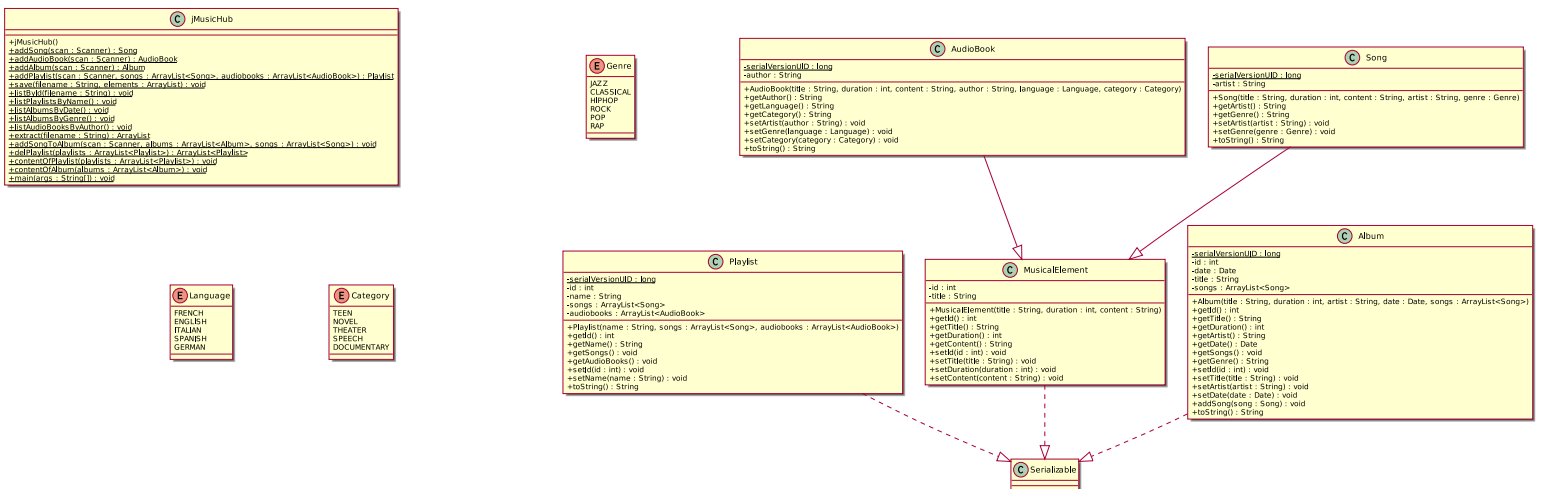 C jMusicHub
+jMusicHub()
+addSong(scan : Scanner) : Song
+addAudioBook(scan : Scanner) : AudioBook
+addAlbum(scan : Scanner) : Album
+addPlaylist(scan : Scanner, songs : ArrayList<Song>, audiobooks : ArrayList<AudioBook>) : Playlist
+save(filename : String, elements : ArrayList) : void
+listById(filename : String) : void
+listPlaylistsByName() : void
+listAlbumsByDate() : void
+listAlbumsByGenre() : void
+listAudioBooksByAuthor() : void
+extract(filename : String) : ArrayList
+addSongToAlbum(scan : Scanner, albums : ArrayList<Album>, songs : ArrayList<Song>) : void
+delPlaylist(playlists : ArrayList<Playlist>) : ArrayList<Playlist>
+contentOfPlaylist(playlists : ArrayList<Playlist>) : void
+contentOfAlbum(albums : ArrayList<Album>) : void
+main(args : String[]) : void
E Genre
JAZZ
CLASSICAL
HIPHOP
ROCK
POP
RAP
C AudioBook
-serialVersionUID : long
-author : String
+AudioBook(title : String, duration : int, content : String, author : String, language : Language, category : Category)
+getAuthor() : String
+getLanguage() : String
+getCategory() : String
+setArtist(author : String) : void
+setGenre(language : Language) : void
+setCategory(category : Category) : void
+toString() : String
C Song
-serialVersionUID : long
-artist : String
+Song(title : String, duration : int, content : String, artist : String, genre : Genre)
+getArtist() : String
+getGenre() : String
+setArtist(artist : String) : void
+setGenre(genre : Genre) : void
+toString() : String
E Language
FRENCH
ENGLISH
ITALIAN
SPANISH
GERMAN
E Category
TEEN
NOVEL
THEATER
SPEECH
DOCUMENTARY
C Playlist
-serialVersionUID : long
-id : int
-name : String
-songs : ArrayList<Song>
-audiobooks : ArrayList<AudioBook>
+Playlist(name : String, songs : ArrayList<Song>, audiobooks : ArrayList<AudioBook>)
+getId() : int
+getName() : String
+getSongs() : void
+getAudioBooks() : void
+setId(id : int) : void
+setName(name : String) : void
+toString() : String
C MusicalElement
-id : int
-title : String
+MusicalElement(title : String, duration : int, content : String)
+getId() : int
+getTitle() : String
+getDuration() : int
+getContent() : String
+setId(id : int) : void
+setTitle(title : String) : void
+setDuration(duration : int) : void
+setContent(content : String) : void
C Album
-serialVersionUID : long
-id : int
-date : Date
-title : String
-songs : ArrayList<Song>
+Album(title : String, duration : int, artist : String, date : Date, songs : ArrayList<Song>)
+getId() : int
+getTitle() : String
+getDuration() : int
+getArtist() : String
+getDate() : Date
+getSongs() : void
+getGenre() : String
+setId(id : int) : void
+setTitle(title : String) : void
+setArtist(artist : String) : void
+setDate(date : Date) : void
+addSong(song : Song) : void
+toString() : String
C Serializable